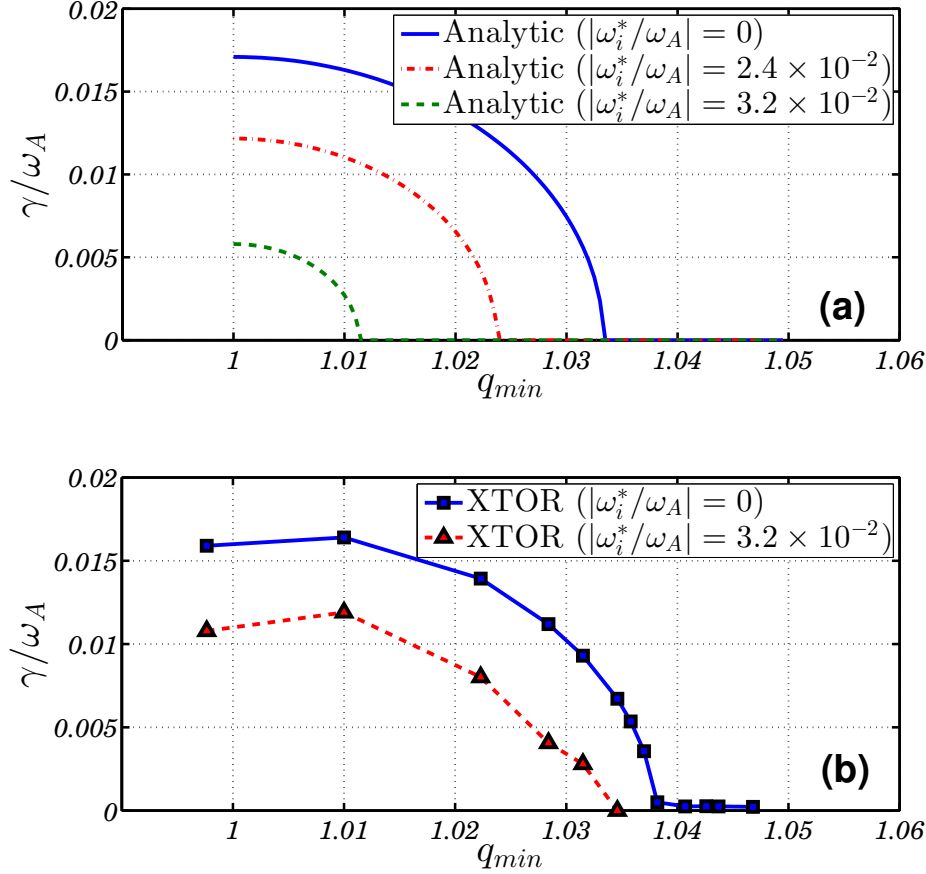 0.02
0.015
0.01
0.005
0
γ/ω_A
Analytic (|ω_i^*/ω_A| = 0)
Analytic (|ω_i^*/ω_A| = 2.4 × 10^{-2})
Analytic (|ω_i^*/ω_A| = 3.2 × 10^{-2})
(a)
1 1.01 1.02 1.03 1.04 1.05 1.06
q_{min}
0.02
0.015
0.01
0.005
0
γ/ω_A
XTOR (|ω_i^*/ω_A| = 0)
XTOR (|ω_i^*/ω_A| = 3.2 × 10^{-2})
(b)
1 1.01 1.02 1.03 1.04 1.05 1.06
q_{min}